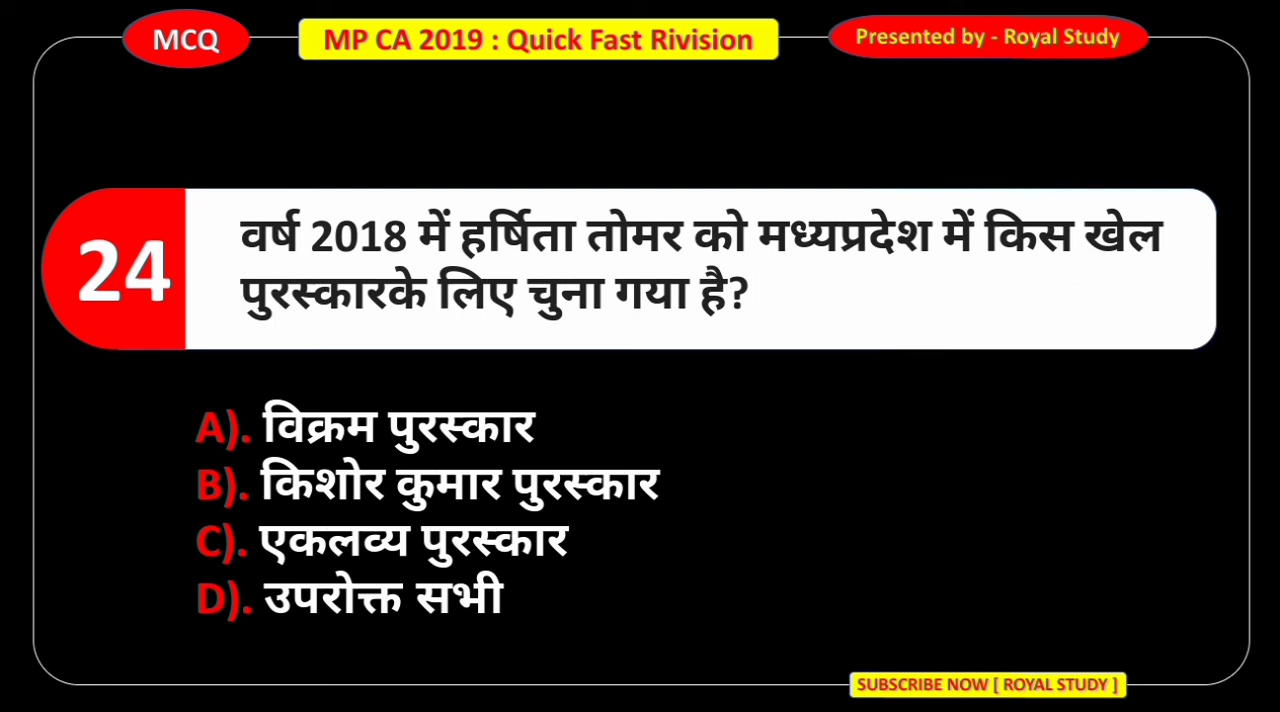 MCQ
MP CA 2019 : Quick Fast Rivision
Presented by - Royal Study
24
वर्ष 2018 में हर्षिता तोमर को मध्यप्रदेश में किस खेल
पुरस्कारके लिए चुना गया है?
A). विक्रम पुरस्कार
B). किशोर कुमार पुरस्कार
C). एकलव्य पुरस्कार
D). उपरोक्त सभी
SUBSCRIBE NOW [ ROYAL STUDY ]